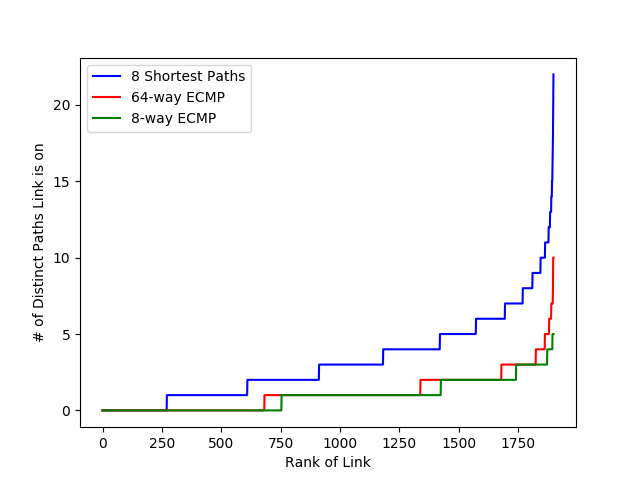 8 Shortest Paths
64-way ECMP
8-way ECMP
# of Distinct Paths Link is on
20
15
10
5
0
0 250 500 750 1000 1250 1500 1750
Rank of Link